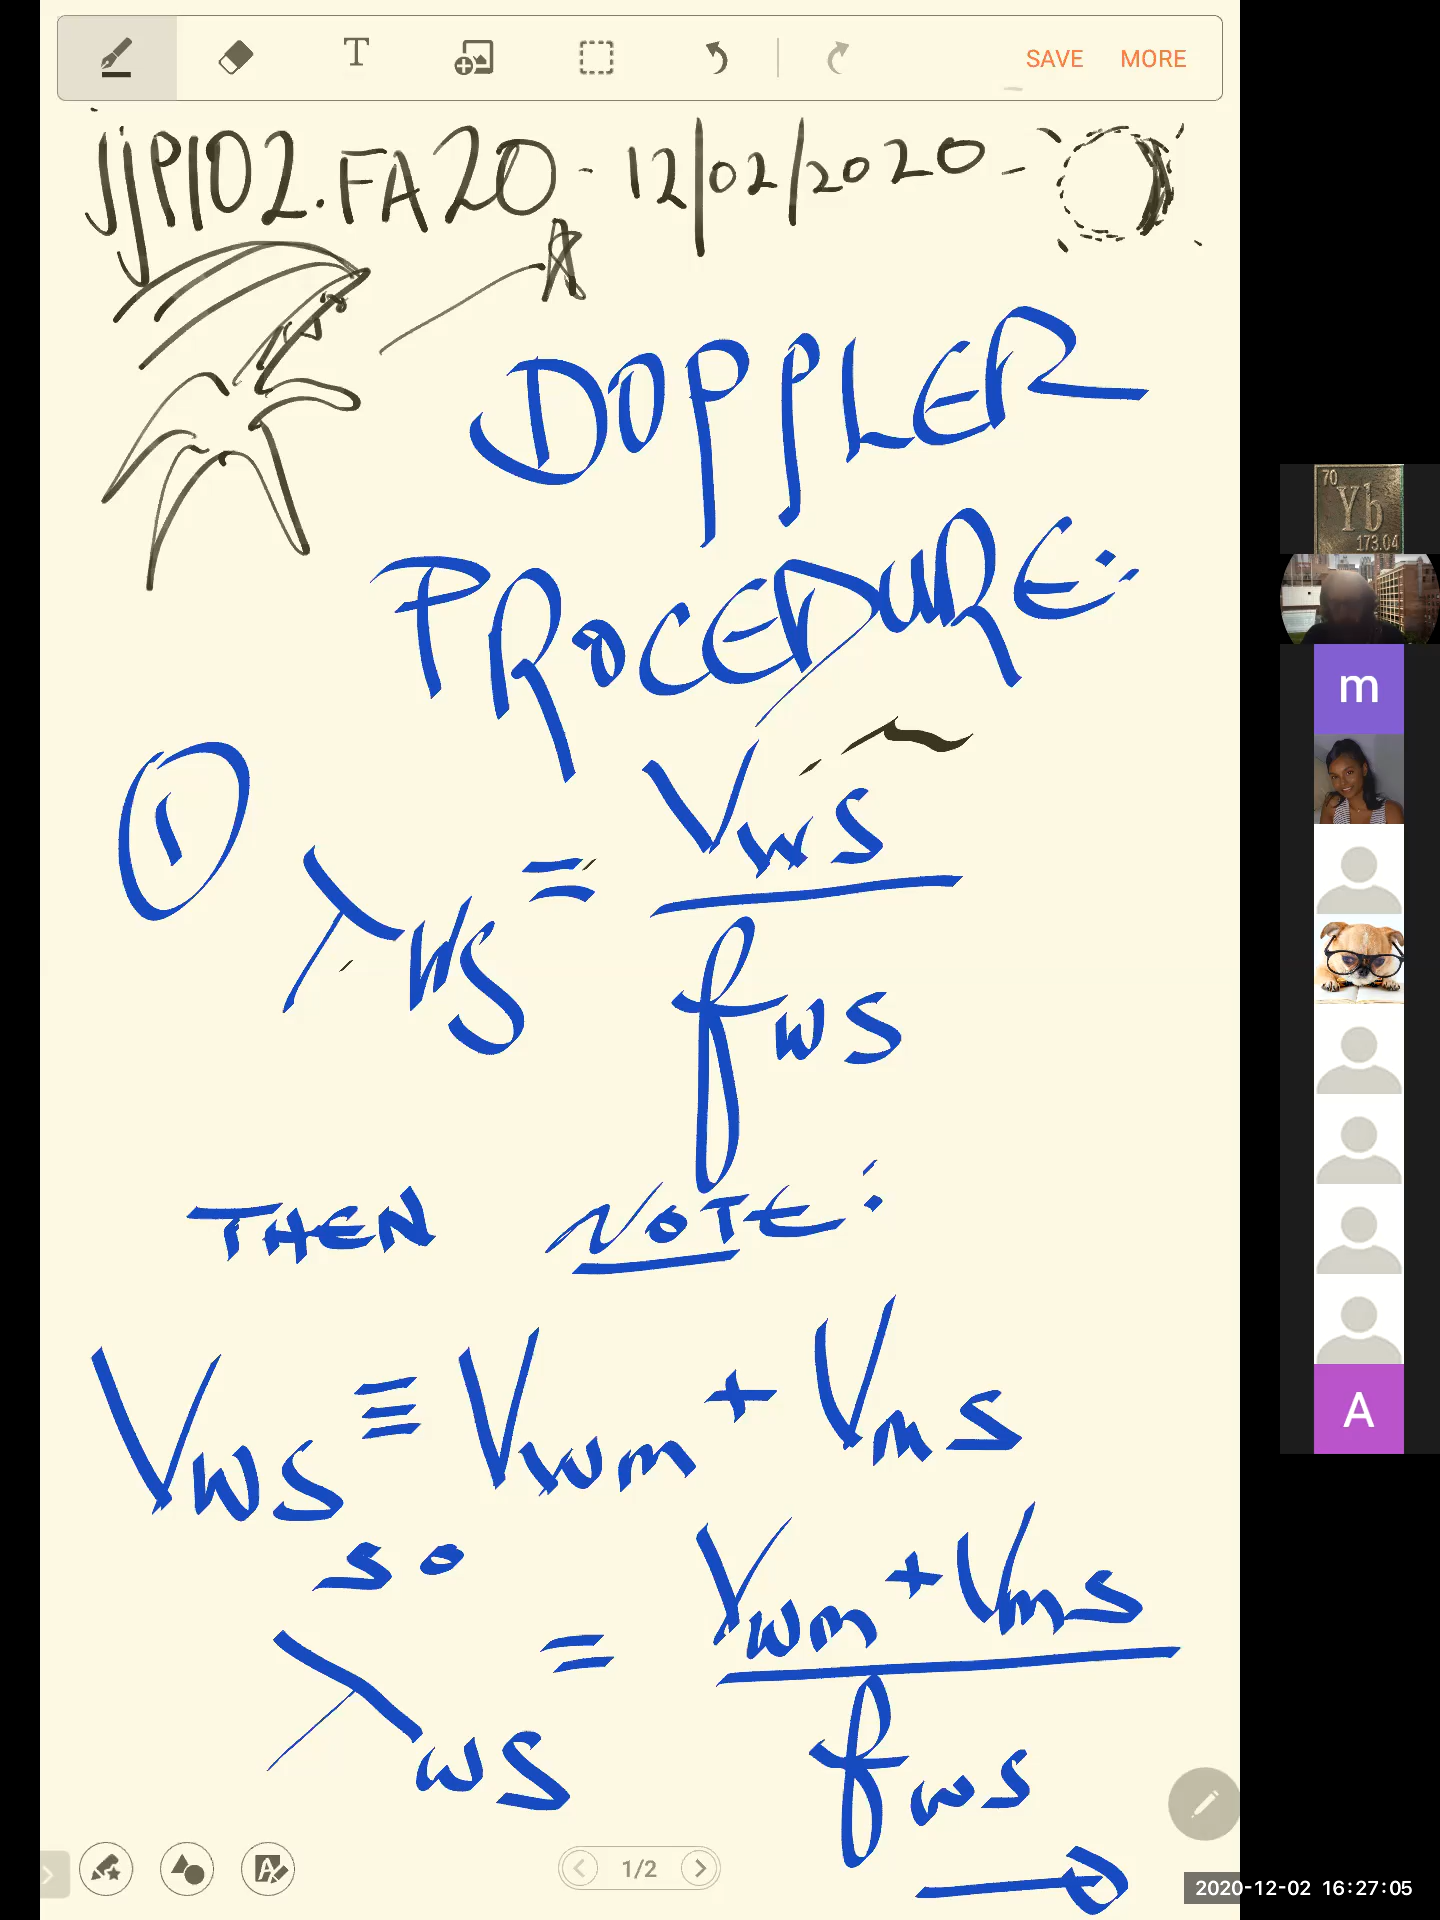 T
SAVE
MORE
jjP102.FA20 - 12/02/2020 -
DOPPLER
PROCEDURE:
70
Yb
173.04
m
① λws = Vws / fws
THEN NOTE:
Vws ≡ Vwm + Vms
A
so
λws = Vwm + Vms / fws
1/2
2020-12-02 16:27:05